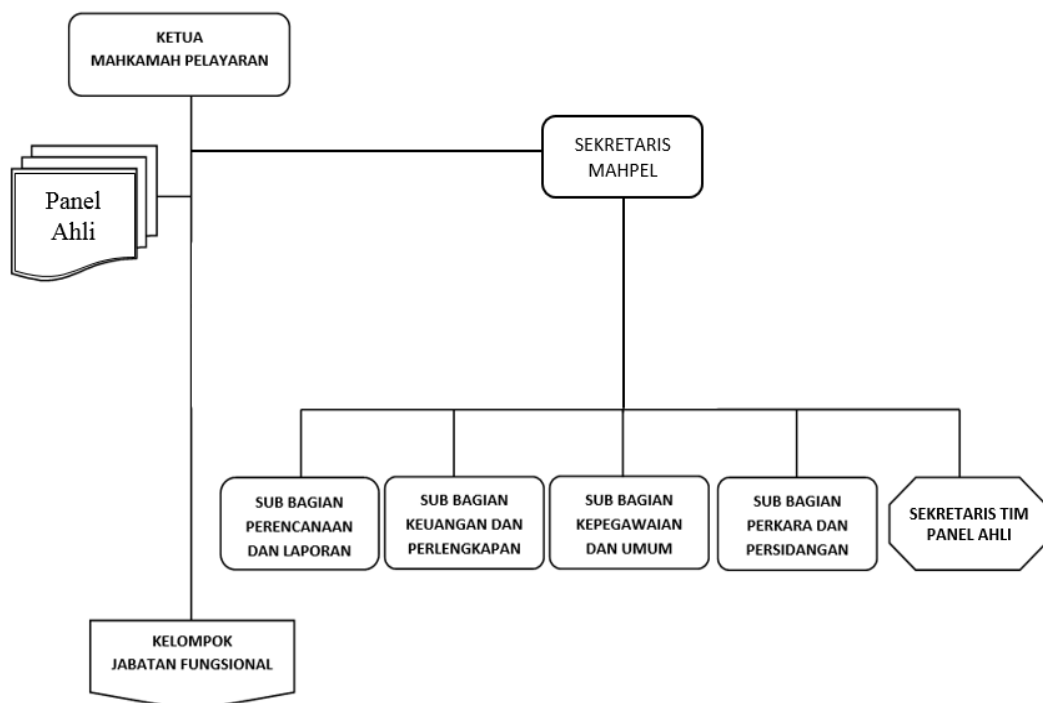 KETUA
MAHKAMAH PELAYARAN
SEKRETARIS
MAHPEL
Panel
Ahli
SUB BAGIAN
PERENCANAAN
DAN LAPORAN
SUB BAGIAN
KEUANGAN DAN
PERLENGKAPAN
SUB BAGIAN
KEPEGAWAIAN
DAN UMUM
SUB BAGIAN
PERKARA DAN
PERSIDANGAN
SEKRETARIS TIM
PANEL AHLI
KELOMPOK
JABATAN FUNGSIONAL